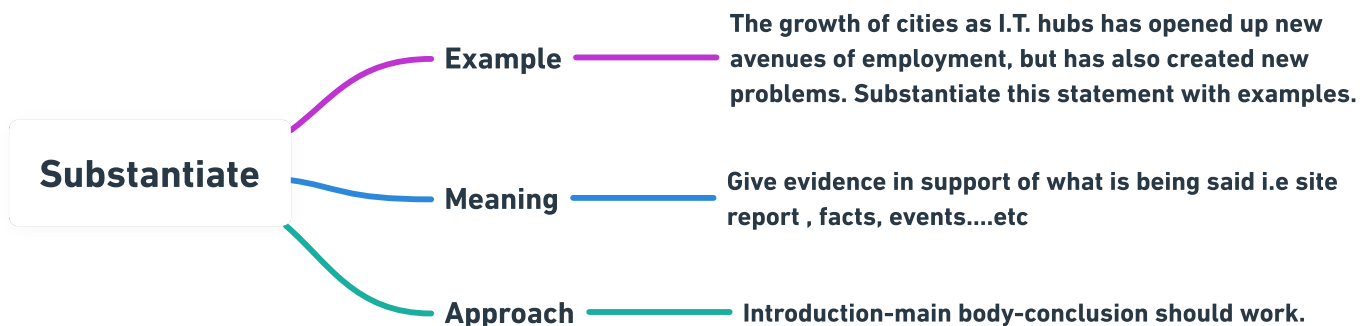 Substantiate
Example
The growth of cities as I.T. hubs has opened up new
avenues of employment, but has also created new
problems. Substantiate this statement with examples.
Meaning
Give evidence in support of what is being said i.e site
report , facts, events....etc
Approach
Introduction-main body-conclusion should work.